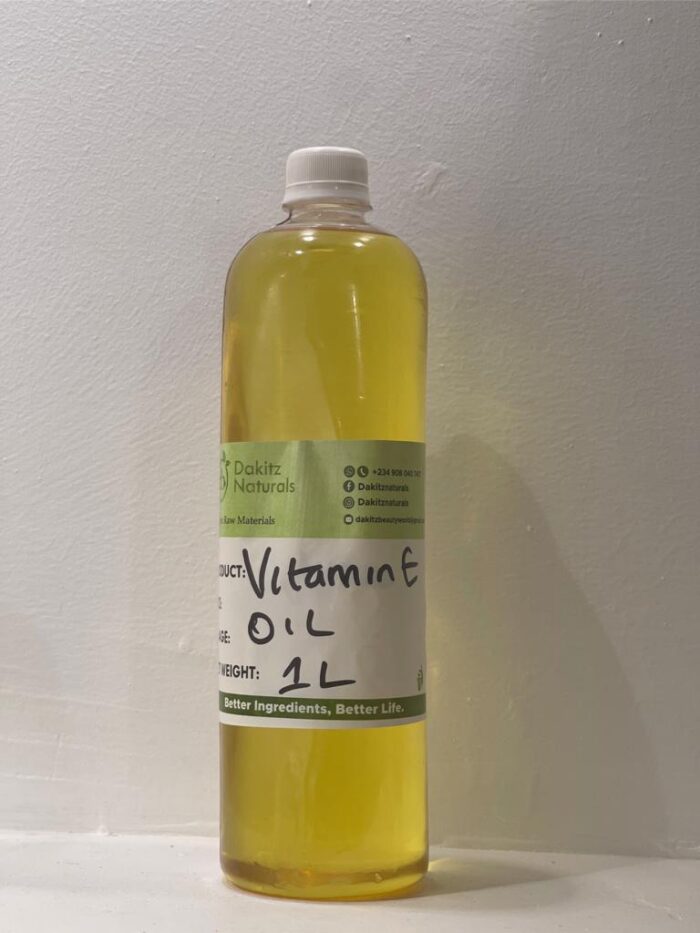 Dakitz
Naturals
Raw Materials
+234 908 040
Dakitznaturals
Dakitznaturals
DUCT: Vitamin E
GE: OIL
WEIGHT: 1L
Better Ingredients, Better Life.